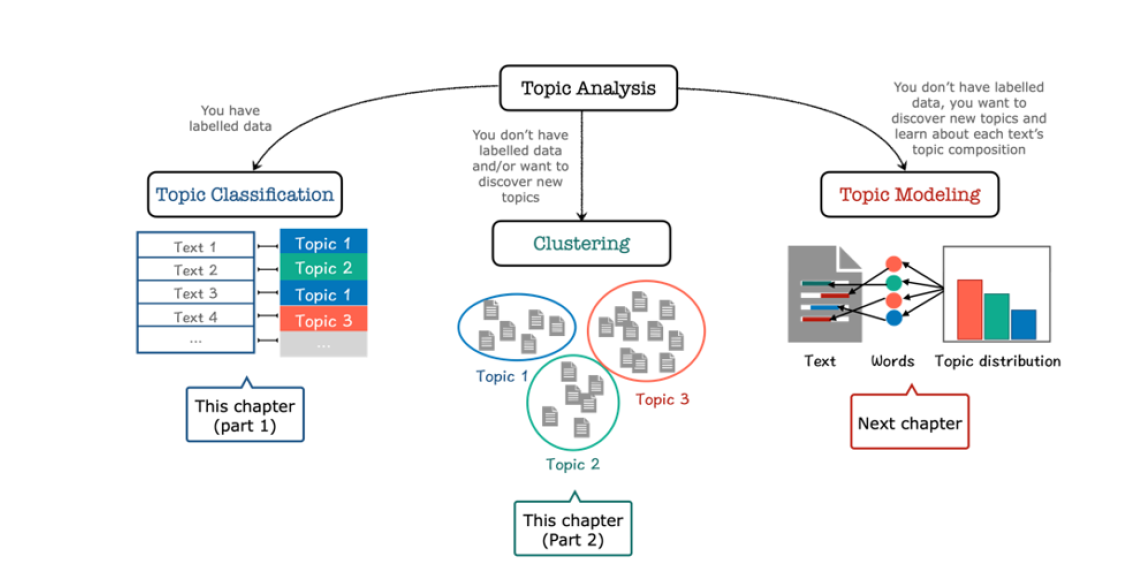 Topic Analysis
You have
labelled data
You don't have
labelled data
and/or want to
discover new
topics
You don't have labelled
data, you want to
discover new topics and
learn about each text's
topic composition
Topic Classification
Clustering
Topic Modeling
Text 1
Topic 1
Text 2
Topic 2
Text 3
Topic 1
Text 4
Topic 3
...
...
This chapter
(part 1)
Topic 1
Topic 3
Topic 2
This chapter
(Part 2)
Text
Words
Topic distribution
Next chapter